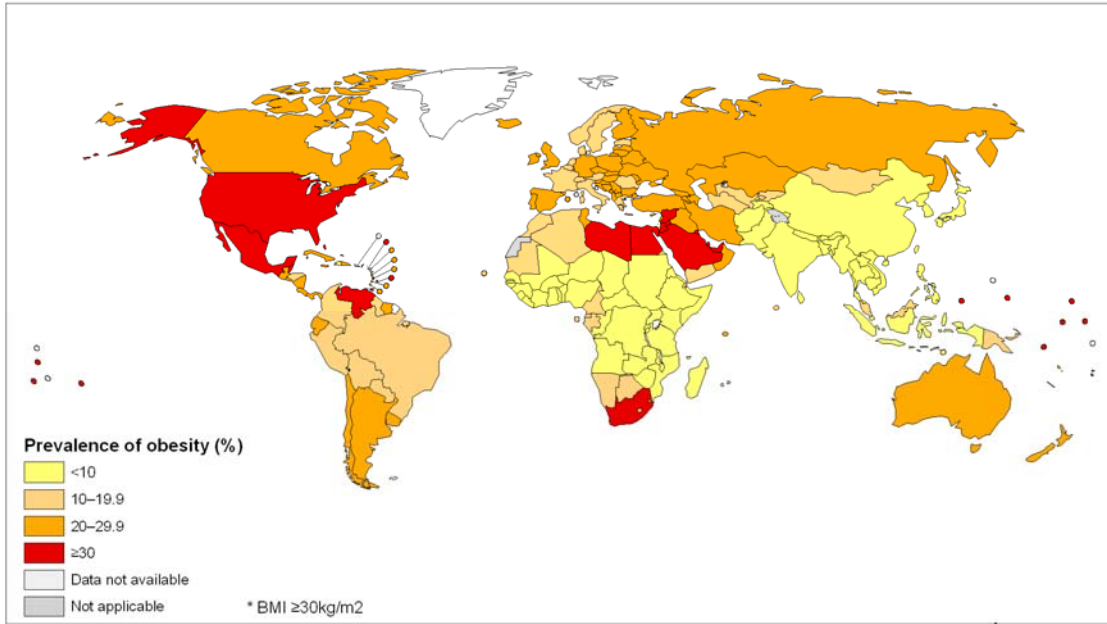 Prevalence of obesity (%)
<10
10–19.9
20–29.9
≥30
Data not available
Not applicable
* BMI ≥30kg/m2